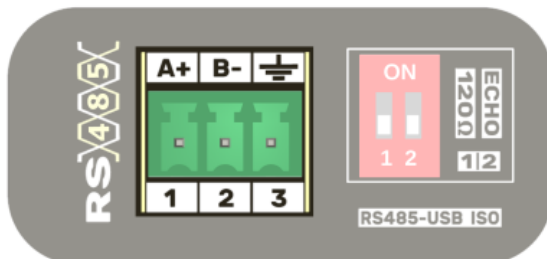 RS485
A+ B- ⏚
1 2 3
ON
1 2
ECHO
120Ω
1|2
RS485-USB ISO